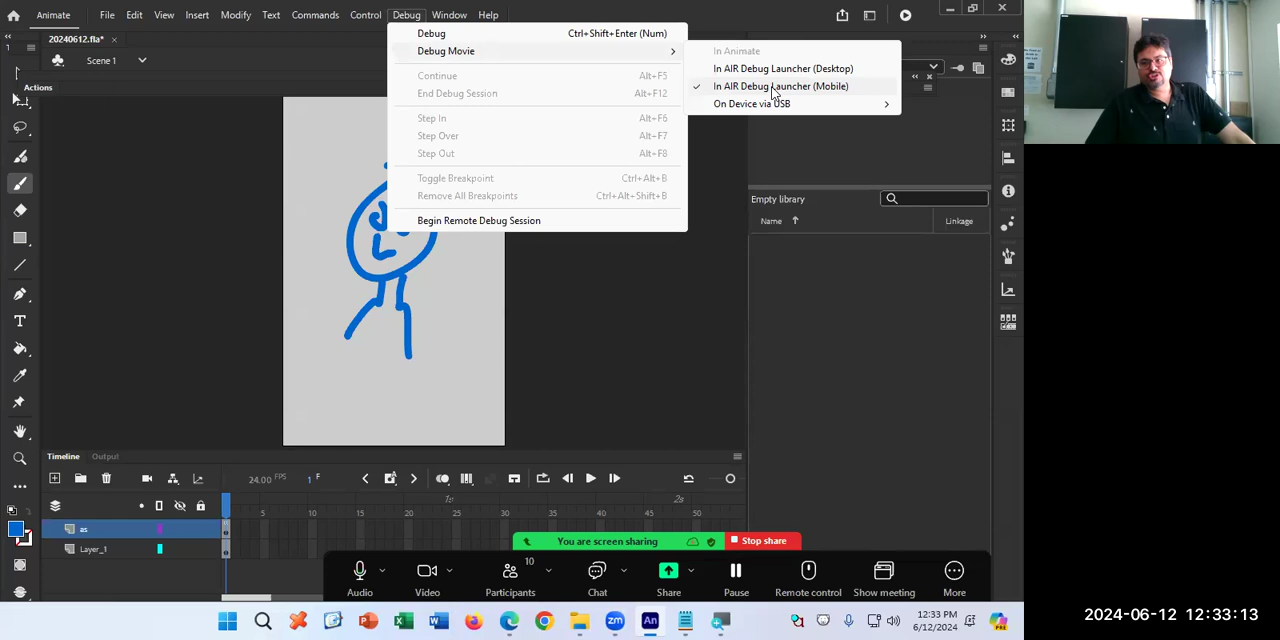 Animate File Edit View Insert Modify Text Commands Control Debug Window Help
20240612.fla* ×
Scene 1
Actions
Debug Ctrl+Shift+Enter (Num)
Debug Movie
Continue Alt+F5
End Debug Session Alt+F12
Step In Alt+F6
Step Over Alt+F7
Step Out Alt+F8
Toggle Breakpoint Ctrl+Alt+B
Remove All Breakpoints Ctrl+Alt+Shift+B
Begin Remote Debug Session
In Animate
In AIR Debug Launcher (Desktop)
In AIR Debug Launcher (Mobile)
On Device via USB
Empty library
Name Linkage
Timeline Output
24.00 FPS 1 F
1s 2s
5 10 15 20 25 30 35 40 45 50
as
Layer_1
You are screen sharing Stop share
10
Audio Video Participants Chat Share Pause Remote control Show meeting More
12:33 PM
6/12/2024
2024-06-12 12:33:13